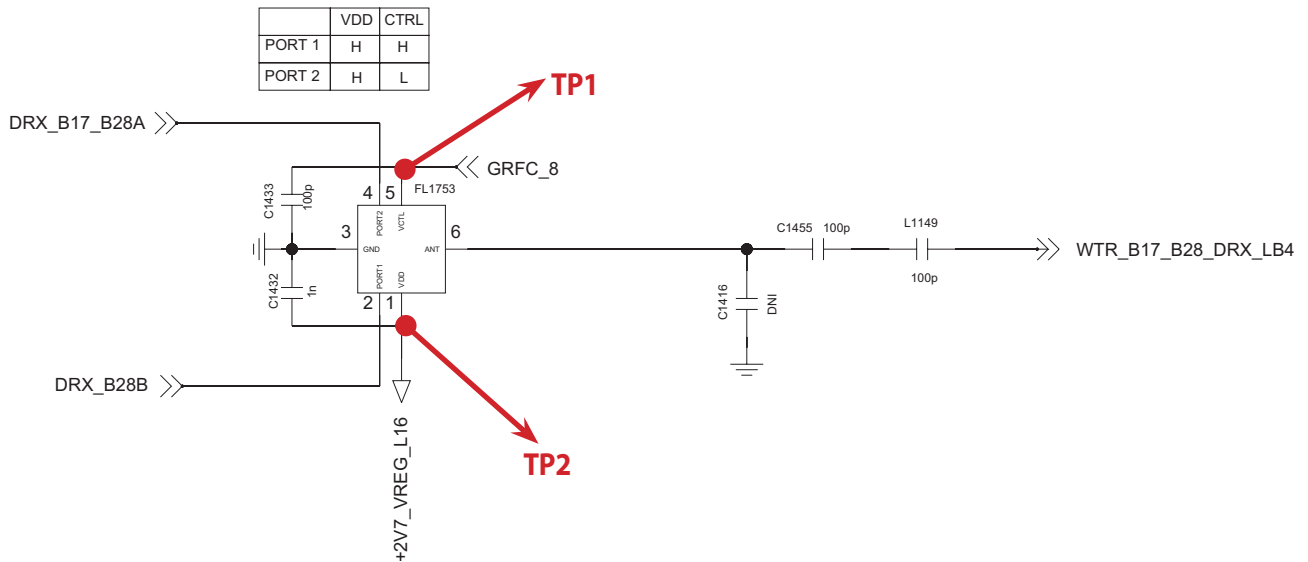 VDD CTRL
PORT 1 H H
PORT 2 H L
TP1
DRX_B17_B28A
GRFC_8
FL1753
C1433
100p
4 5
PORT2
VCTL
3
GND
ANT
6
C1455 100p
L1149
100p
WTR_B17_B28_DRX_LB4
C1432
1n
PORT1
VDD
2 1
C1416
DNI
DRX_B28B
+2V7_VREG_L16
TP2